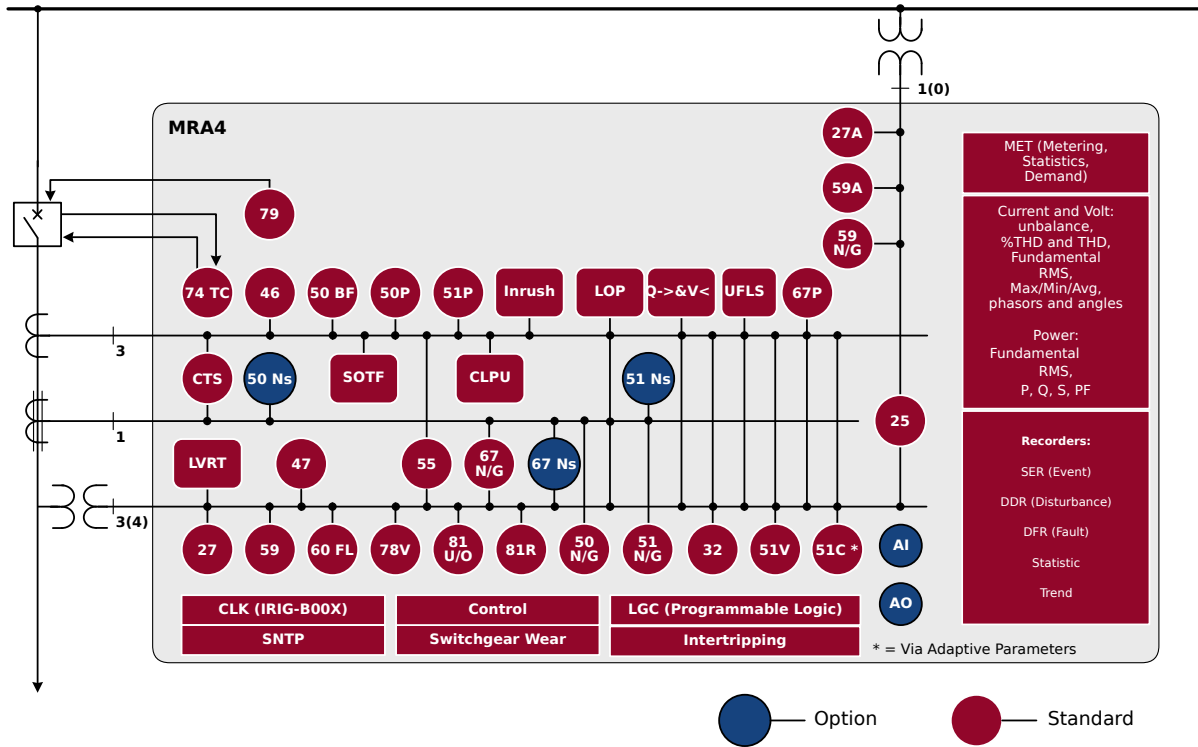 1(0)
MRA4
27A
59A
59
N/G
79
74 TC
46
50 BF
50P
51P
Inrush
LOP
Q->&V<
UFLS
67P
3
CTS
50 Ns
SOTF
CLPU
51 Ns
25
1
LVRT
47
55
67
N/G
67 Ns
3(4)
27
59
60 FL
78V
81
U/O
81R
50
N/G
51
N/G
32
51V
51C *
AI
AO
MET (Metering,
Statistics,
Demand)
Current and Volt:
unbalance,
%THD and THD,
Fundamental
RMS,
Max/Min/Avg,
phasors and angles
Power:
Fundamental
RMS,
P, Q, S, PF
Recorders:
SER (Event)
DDR (Disturbance)
DFR (Fault)
Statistic
Trend
CLK (IRIG-B00X)
Control
LGC (Programmable Logic)
SNTP
Switchgear Wear
Intertripping
* = Via Adaptive Parameters
Option
Standard